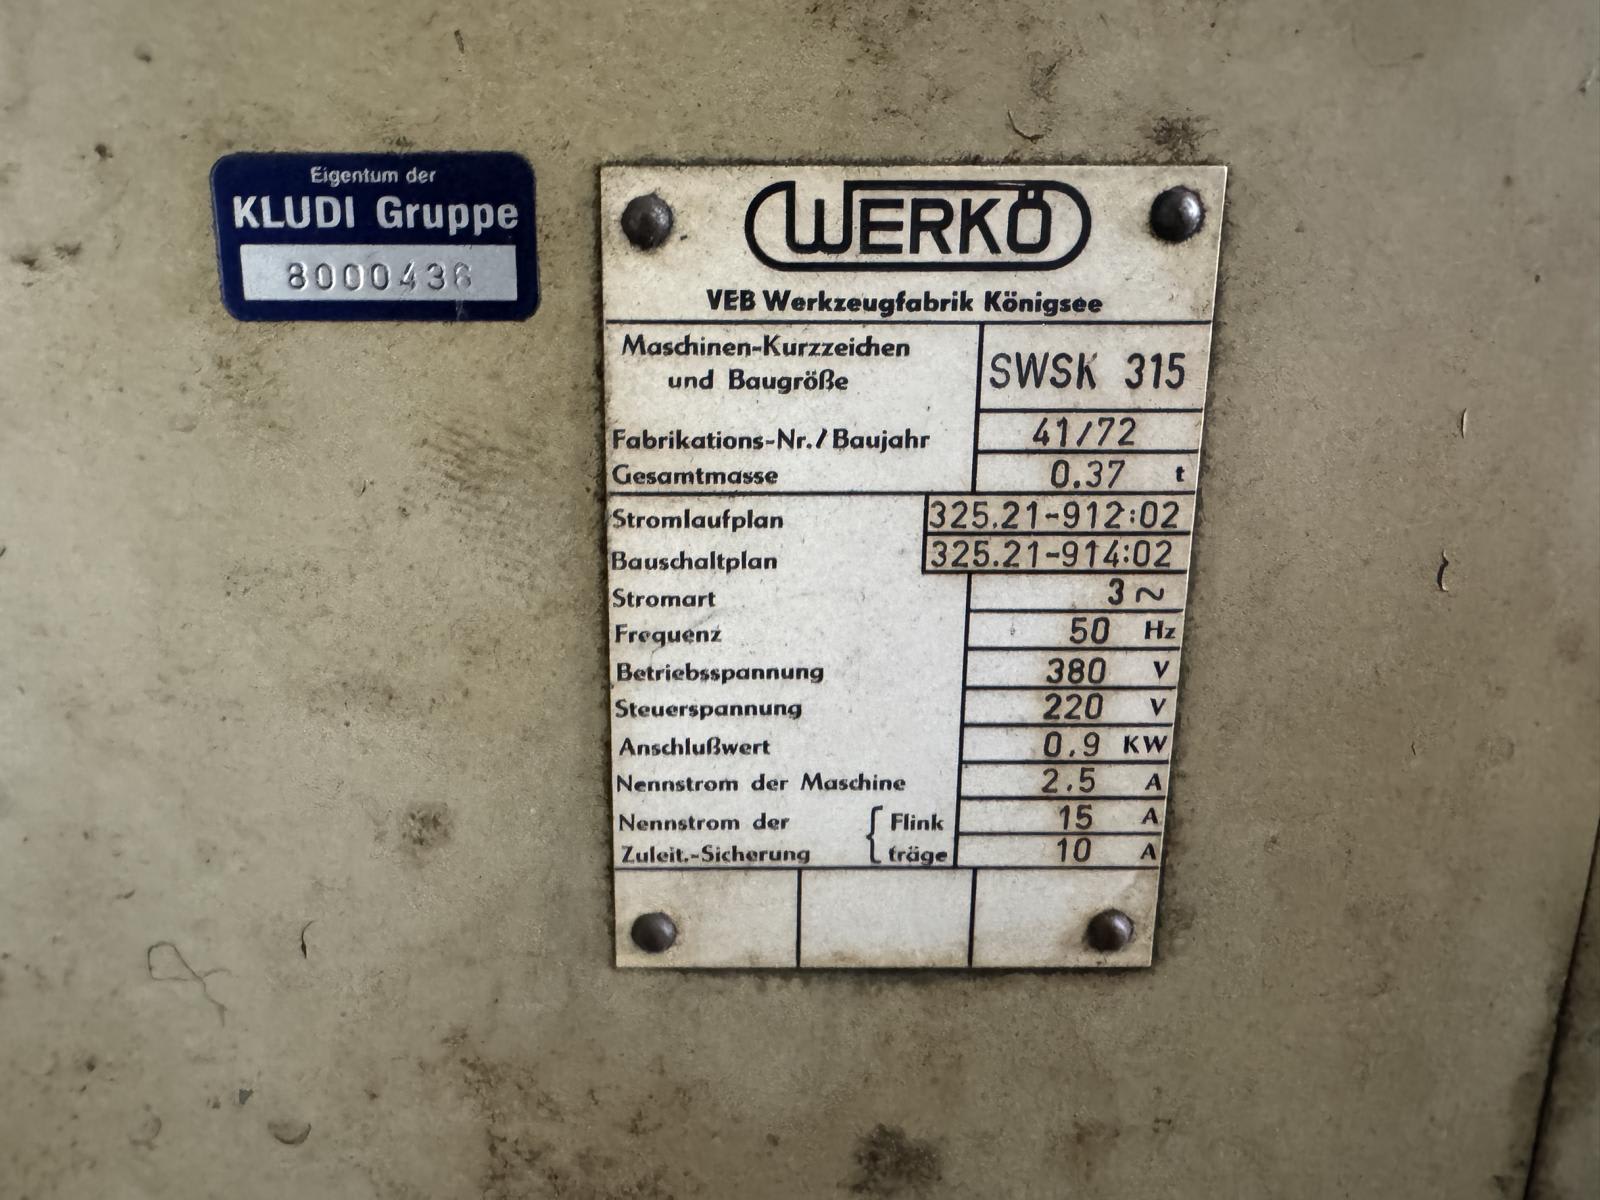 Eigentum der
KLUDI Gruppe
8000436
WERKÖ
VEB Werkzeugfabrik Königsee
Maschinen-Kurzzeichen
und Baugröße
SWSK 315
Fabrikations-Nr./Baujahr 41/72
Gesamtmasse 0.37 t
Stromlaufplan 325.21-912:02
Bauschaltplan 325.21-914:02
Stromart 3~
Frequenz 50 Hz
Betriebsspannung 380 V
Steuerspannung 220 V
Anschlußwert 0.9 KW
Nennstrom der Maschine 2.5 A
Nennstrom der { Flink 15 A
Zuleit.-Sicherung träge 10 A